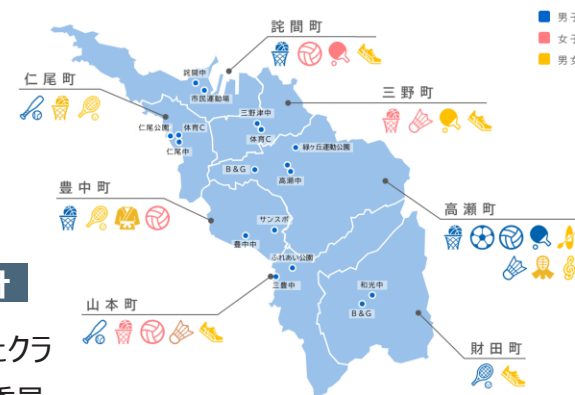 詫間町
男子
女子
男女
仁尾町
詫間中
市民運動場
三野町
三野津中
体育C
仁尾公園
体育C
仁尾中
緑ヶ丘運動公園
B&G
高瀬中
豊中町
高瀬町
サンスポ
豊中中
ふれあい公園
三豊中
和光中
B&G
山本町
財田町
たクラ